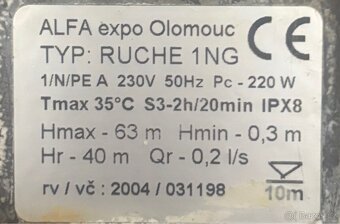 ALFA expo Olomouc CE
TYP: RUCHE 1NG
1/N/PE A 230V 50Hz Pc - 220 W
Tmax 35°C S3-2h/20min IPX8
Hmax - 63 m Hmin - 0,3 m
Hr - 40 m Qr - 0,2 l/s
rv / vč : 2004 / 031198 10m